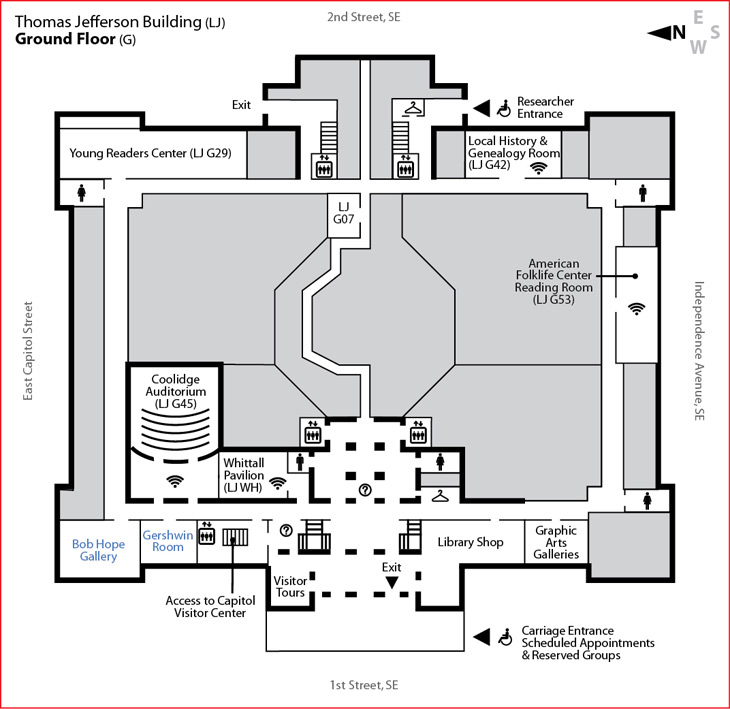 Thomas Jefferson Building (LJ)
Ground Floor (G)
2nd Street, SE
E
N
S
W
Exit
Researcher
Entrance
Young Readers Center (LJ G29)
Local History &
Genealogy Room
(LJ G42)
LJ
G07
American
Folklife Center
Reading Room
(LJ G53)
East Capitol Street
Independence Avenue, SE
Coolidge
Auditorium
(LJ G45)
Whittall
Pavilion
(LJ WH)
?
?
Bob Hope
Gallery
Gershwin
Room
Library Shop
Graphic
Arts
Galleries
Exit
Visitor
Tours
Access to Capitol
Visitor Center
Carriage Entrance
Scheduled Appointments
& Reserved Groups
1st Street, SE